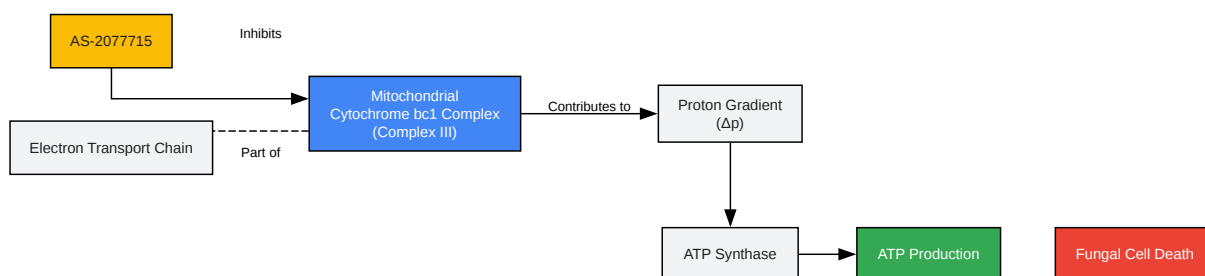 AS-2077715
Inhibits
Mitochondrial
Cytochrome bc1 Complex
(Complex III)
Contributes to
Proton Gradient
(Δp)
Electron Transport Chain
Part of
ATP Synthase
ATP Production
Fungal Cell Death